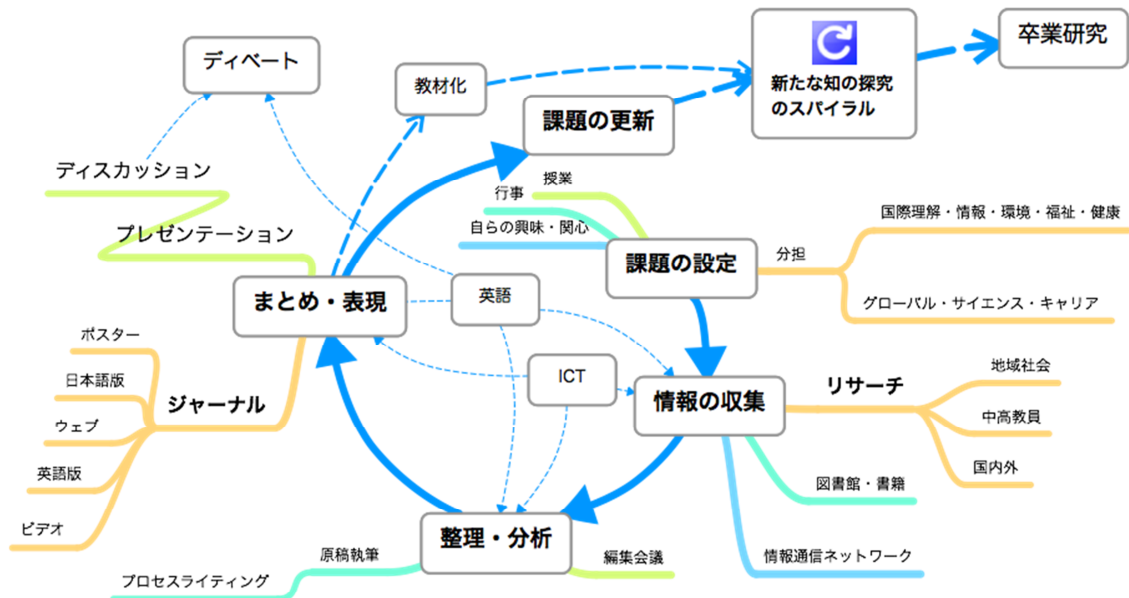 ディベート
教材化
新たな知の探究
のスパイラル
卒業研究
課題の更新
ディスカッション
プレゼンテーション
授業
行事
自らの興味・関心
課題の設定
分担
国際理解・情報・環境・福祉・健康
グローバル・サイエンス・キャリア
まとめ・表現
英語
ICT
情報の収集
リサーチ
地域社会
中高教員
国内外
図書館・書籍
情報通信ネットワーク
ポスター
日本語版
ジャーナル
ウェブ
英語版
ビデオ
整理・分析
原稿執筆
プロセスライティング
編集会議